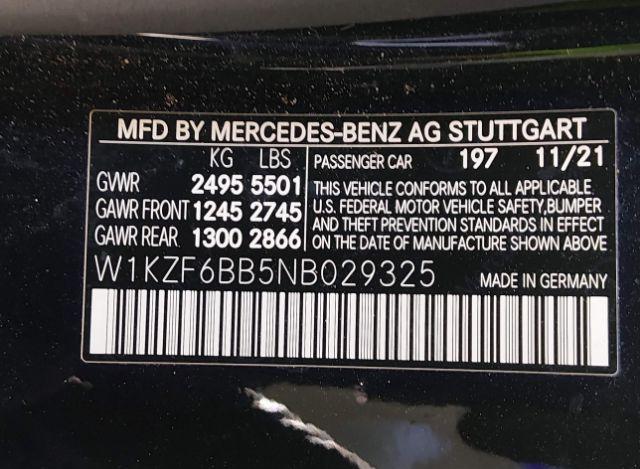 MFD BY MERCEDES-BENZ AG STUTTGART
KG LBS PASSENGER CAR 197 11/21
GVWR 2495 5501 THIS VEHICLE CONFORMS TO ALL APPLICABLE
GAWR FRONT 1245 2745 U.S. FEDERAL MOTOR VEHICLE SAFETY,BUMPER
AND THEFT PREVENTION STANDARDS IN EFFECT
GAWR REAR 1300 2866 ON THE DATE OF MANUFACTURE SHOWN ABOVE
W1KZF6BB5NB029325 MADE IN GERMANY